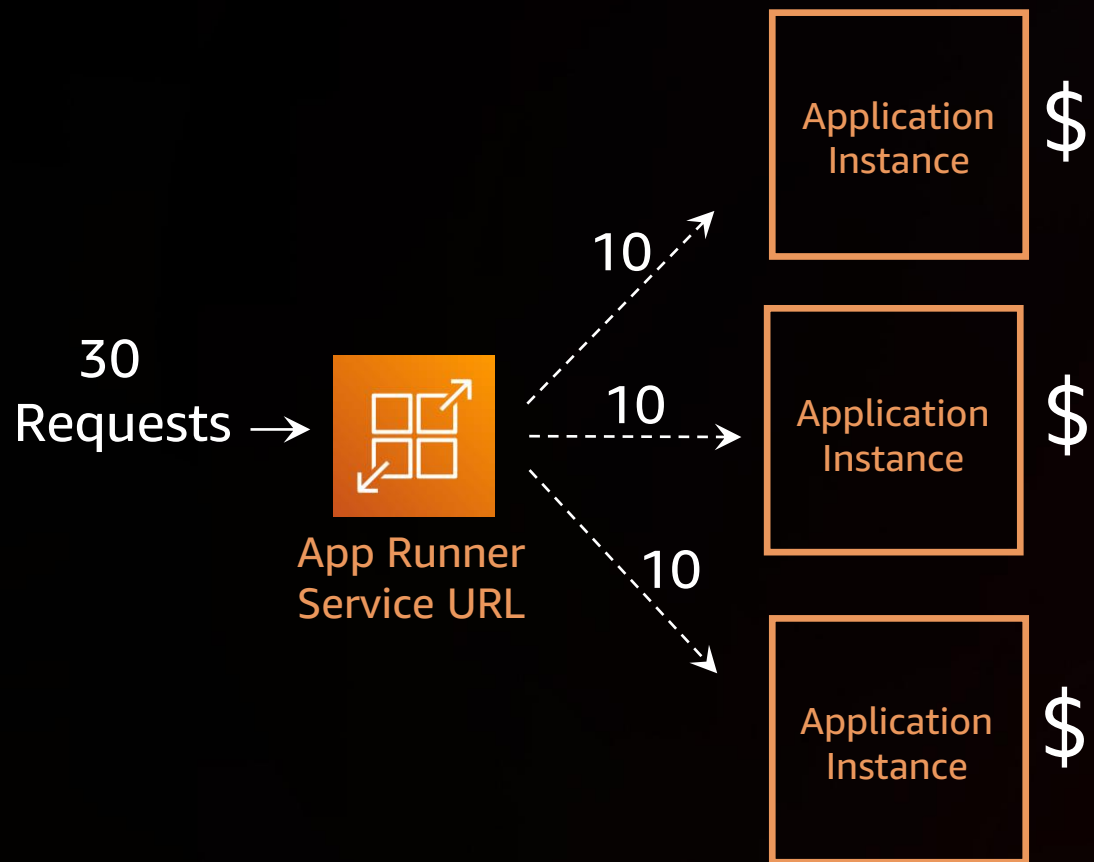 30
Requests
App Runner
Service URL
10
10
10
Application
Instance
$
Application
Instance
$
Application
Instance
$